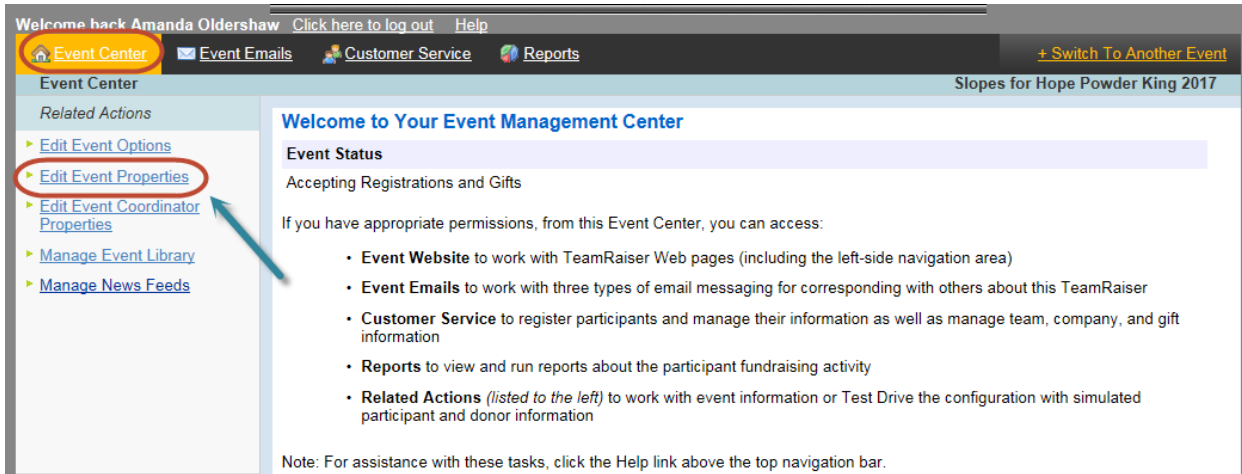 Welcome back Amanda Oldershaw Click here to log out Help
Event Center Event Emails Customer Service Reports + Switch To Another Event
Event Center Slopes for Hope Powder King 2017
Related Actions
Edit Event Options
Edit Event Properties
Edit Event Coordinator
Properties
Manage Event Library
Manage News Feeds
Welcome to Your Event Management Center
Event Status
Accepting Registrations and Gifts
If you have appropriate permissions, from this Event Center, you can access:
• Event Website to work with TeamRaiser Web pages (including the left-side navigation area)
• Event Emails to work with three types of email messaging for corresponding with others about this TeamRaiser
• Customer Service to register participants and manage their information as well as manage team, company, and gift
information
• Reports to view and run reports about the participant fundraising activity
• Related Actions (listed to the left) to work with event information or Test Drive the configuration with simulated
participant and donor information
Note: For assistance with these tasks, click the Help link above the top navigation bar.